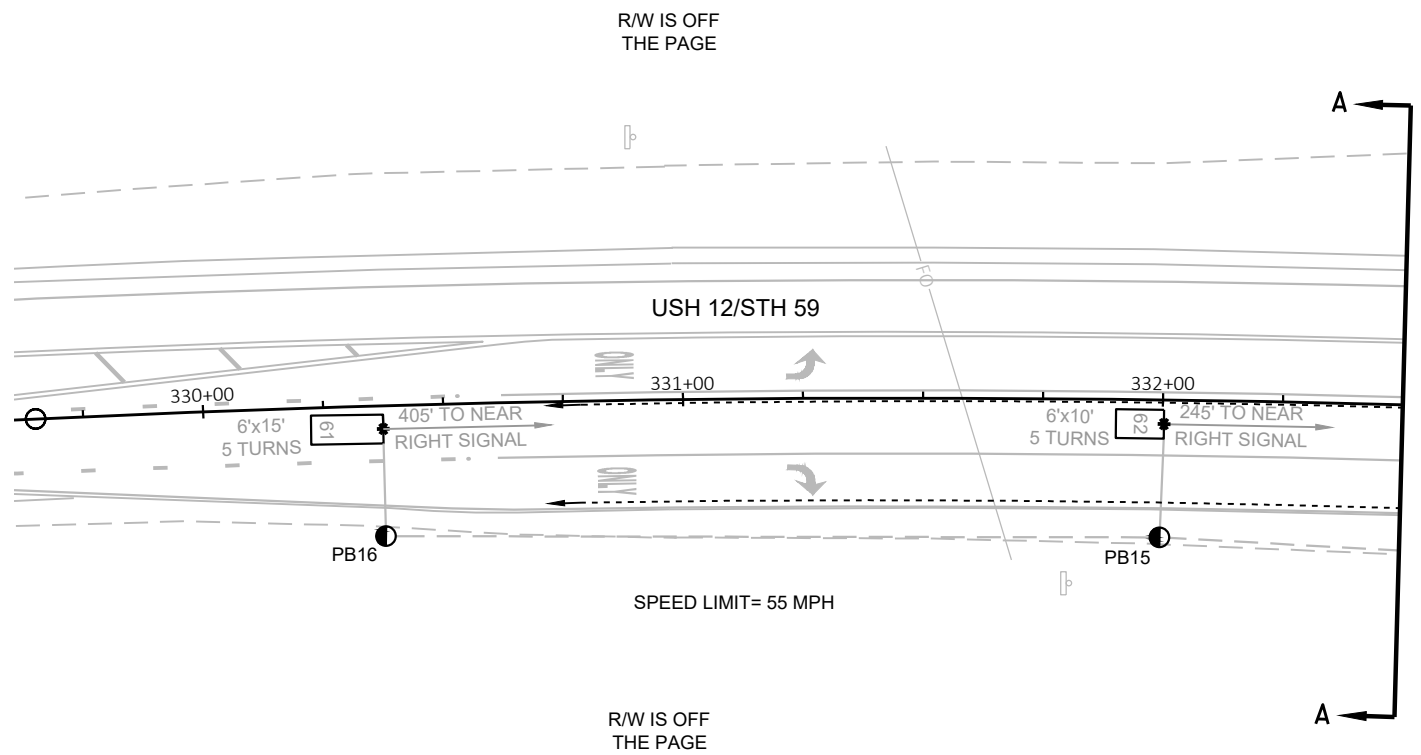 R/W IS OFF
THE PAGE
A
FO
USH 12/STH 59
ONLY
330+00
331+00
332+00
6'x15'
5 TURNS
61
405' TO NEAR
RIGHT SIGNAL
6'x10'
5 TURNS
62
245' TO NEAR
RIGHT SIGNAL
ONLY
PB16
PB15
SPEED LIMIT= 55 MPH
R/W IS OFF
THE PAGE
A